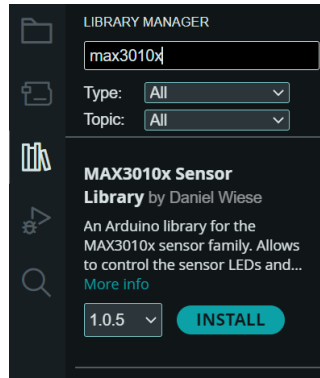 LIBRARY MANAGER
max3010x
Type: All
Topic: All
MAX3010x Sensor
Library by Daniel Wiese
An Arduino library for the
MAX3010x sensor family. Allows
to control the sensor LEDs and...
More info
1.0.5 INSTALL